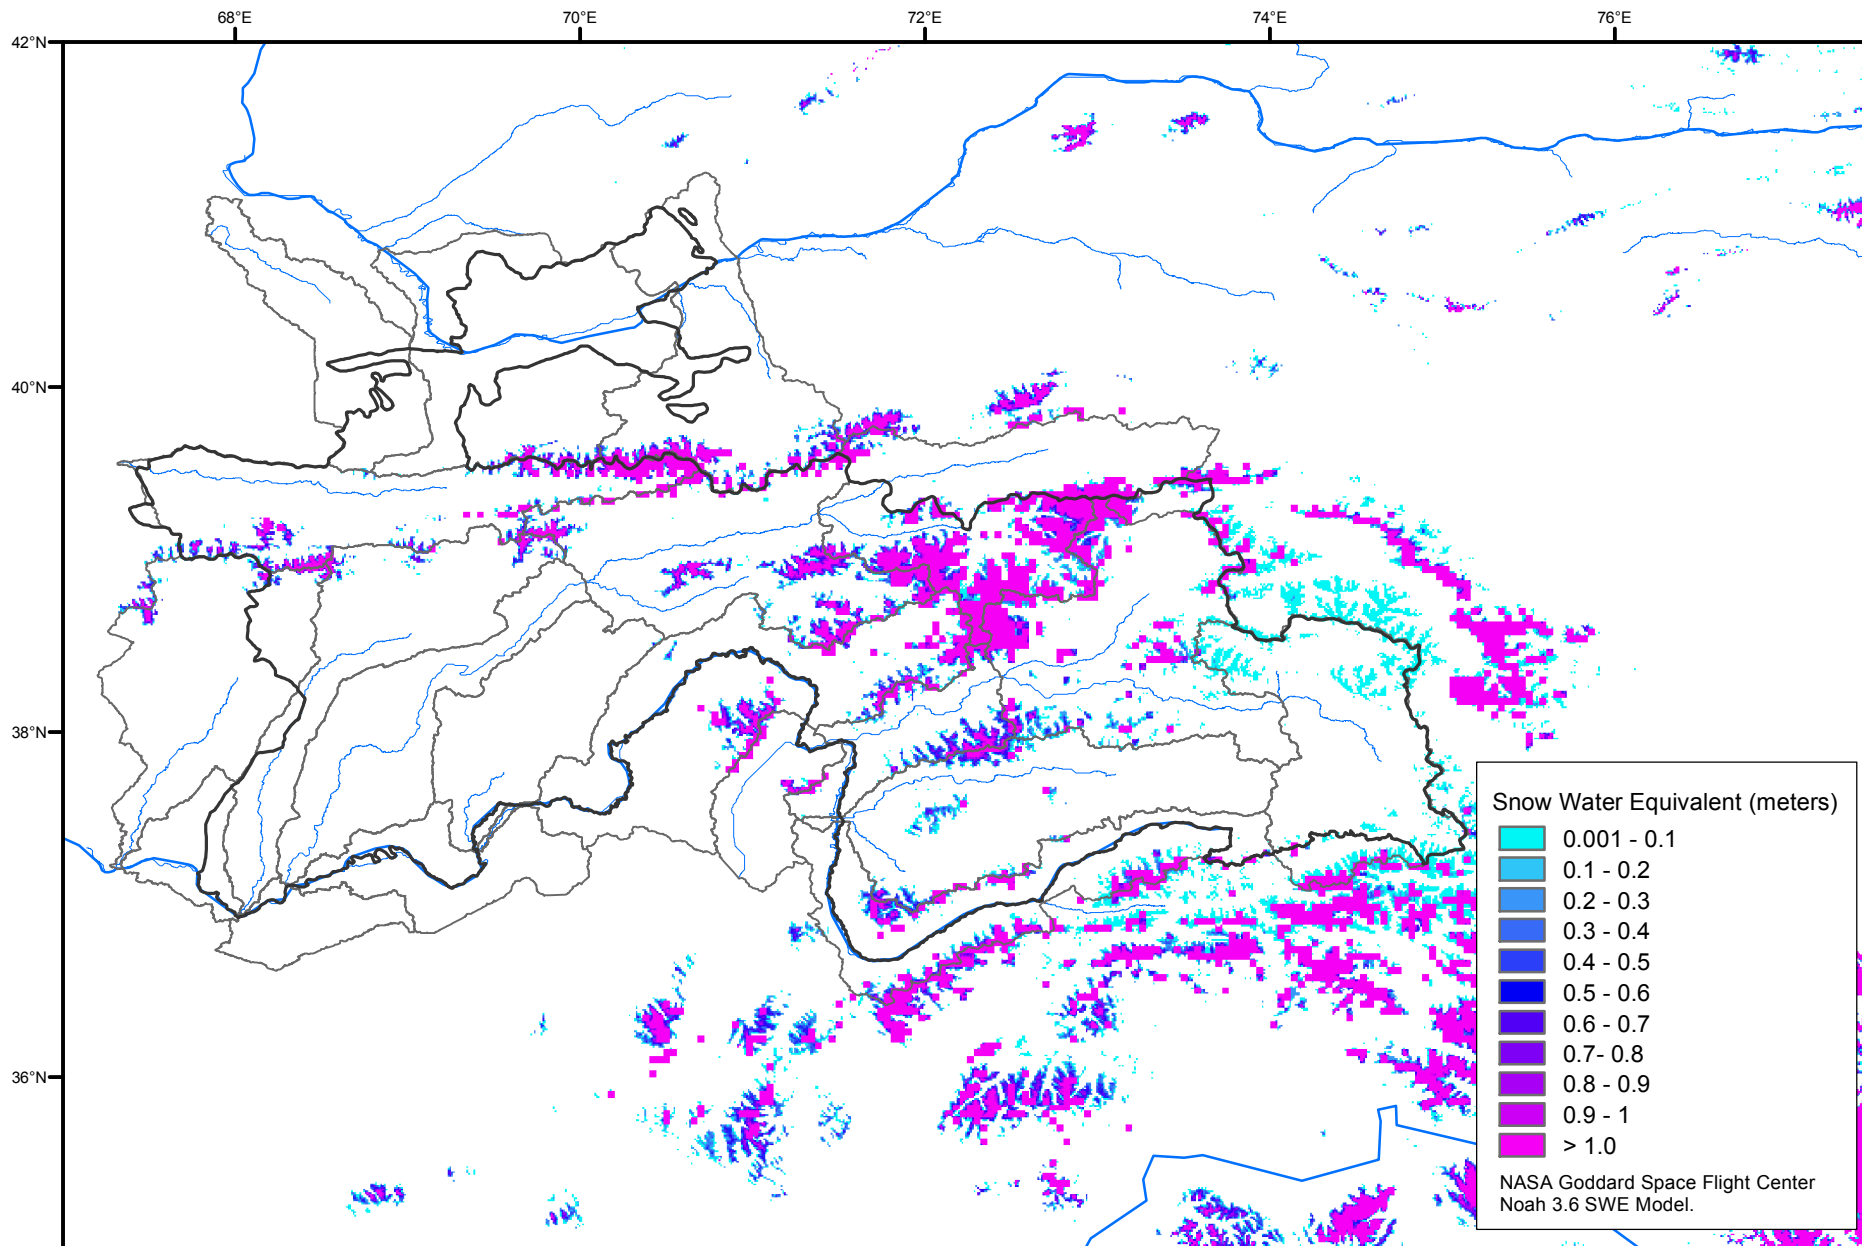 68°E 70°E 72°E 74°E 76°E
42°N
40°N
38°N
36°N
Snow Water Equivalent (meters)
0.001 - 0.1
0.1 - 0.2
0.2 - 0.3
0.3 - 0.4
0.4 - 0.5
0.5 - 0.6
0.6 - 0.7
0.7- 0.8
0.8 - 0.9
0.9 - 1
> 1.0
NASA Goddard Space Flight Center
Noah 3.6 SWE Model.